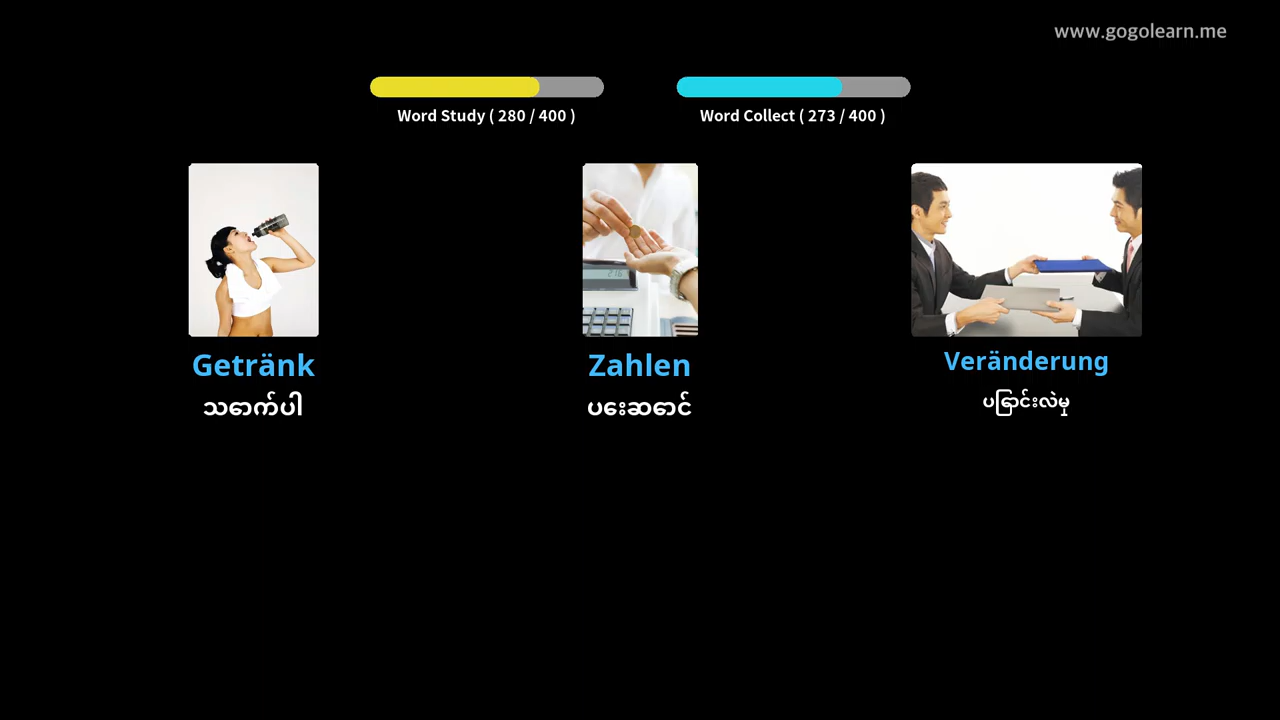 www.gogolearn.me
Word Study ( 280 / 400 )
Word Collect ( 273 / 400 )
Getränk
Zahlen
Veränderung
သောက်ပါ
ပေးဆောင်
ပြောင်းလဲမှ